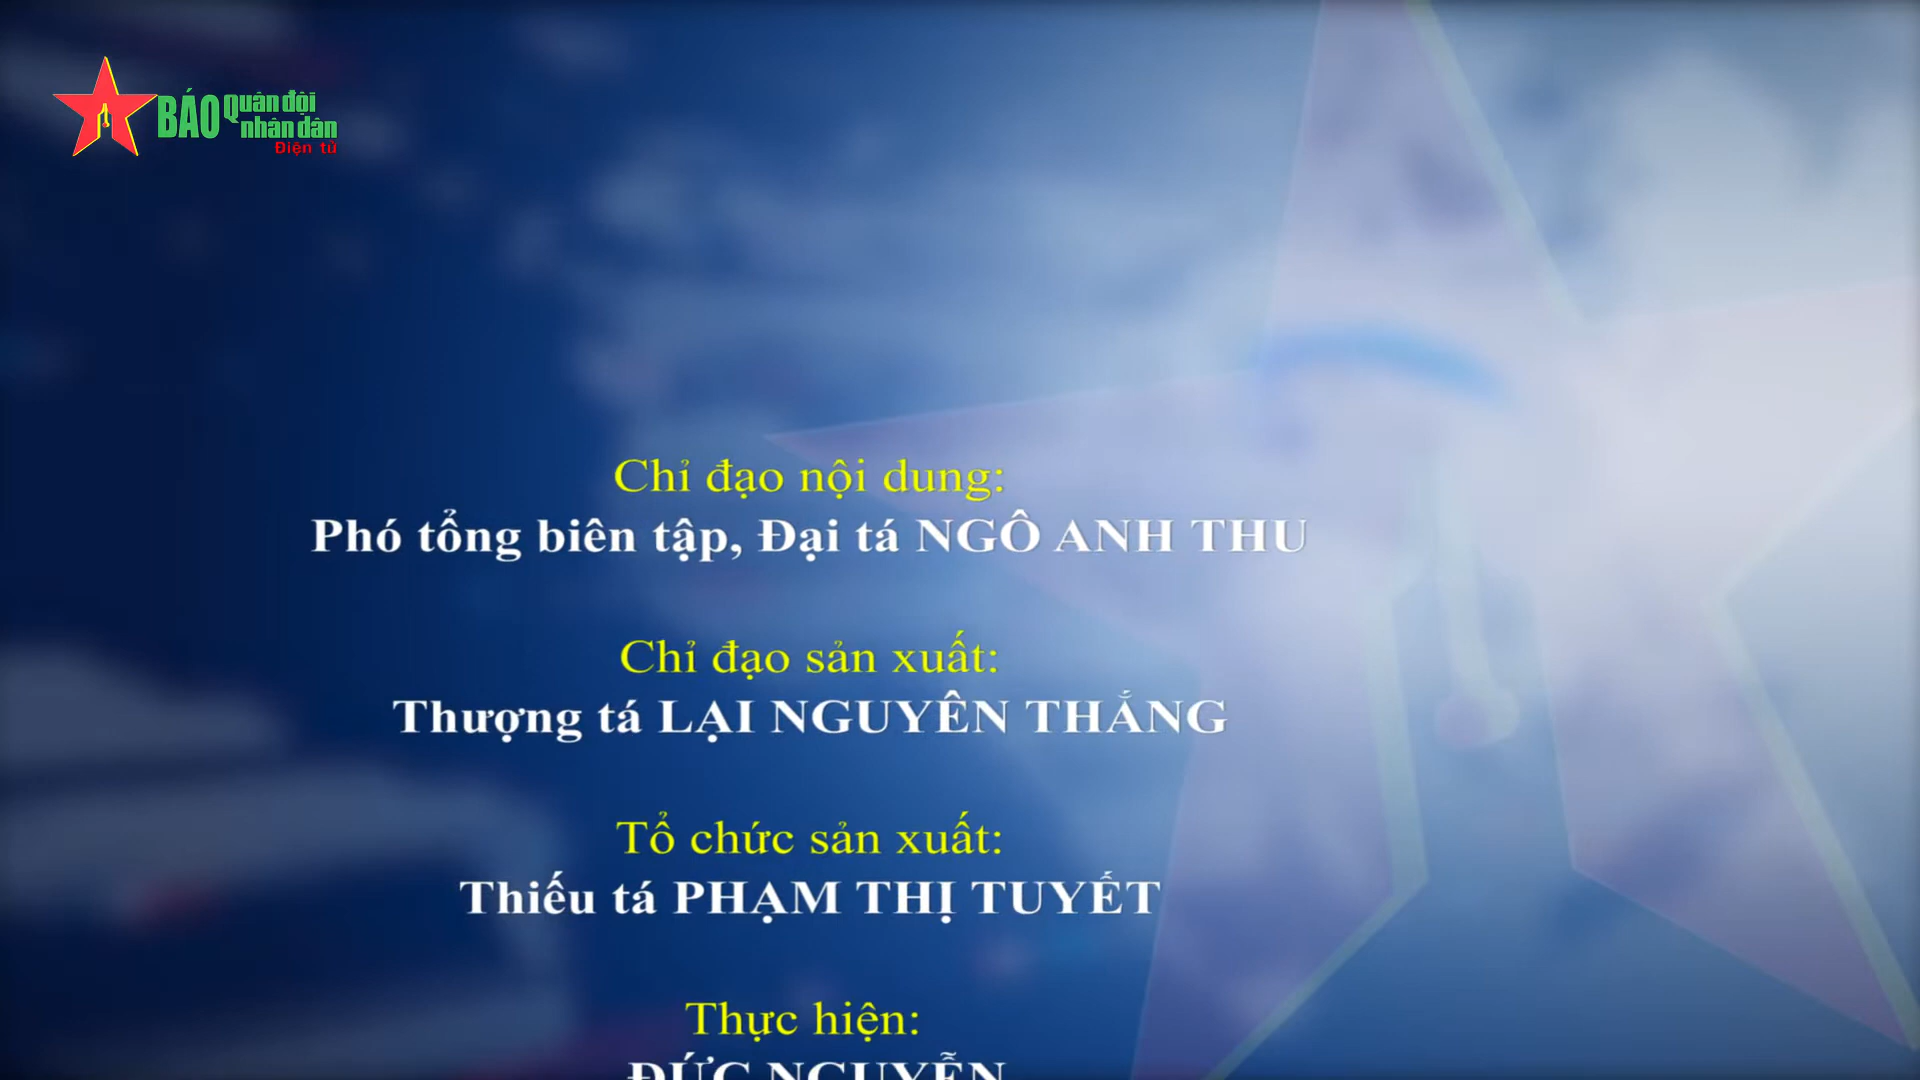 BÁO Quân đội
nhân dân
Điện tử
Chỉ đạo nội dung:
Phó tổng biên tập, Đại tá NGÔ ANH THU
Chỉ đạo sản xuất:
Thượng tá LẠI NGUYÊN THẮNG
Tổ chức sản xuất:
Thiếu tá PHẠM THỊ TUYẾT
Thực hiện:
ĐỨC NGUYỄN